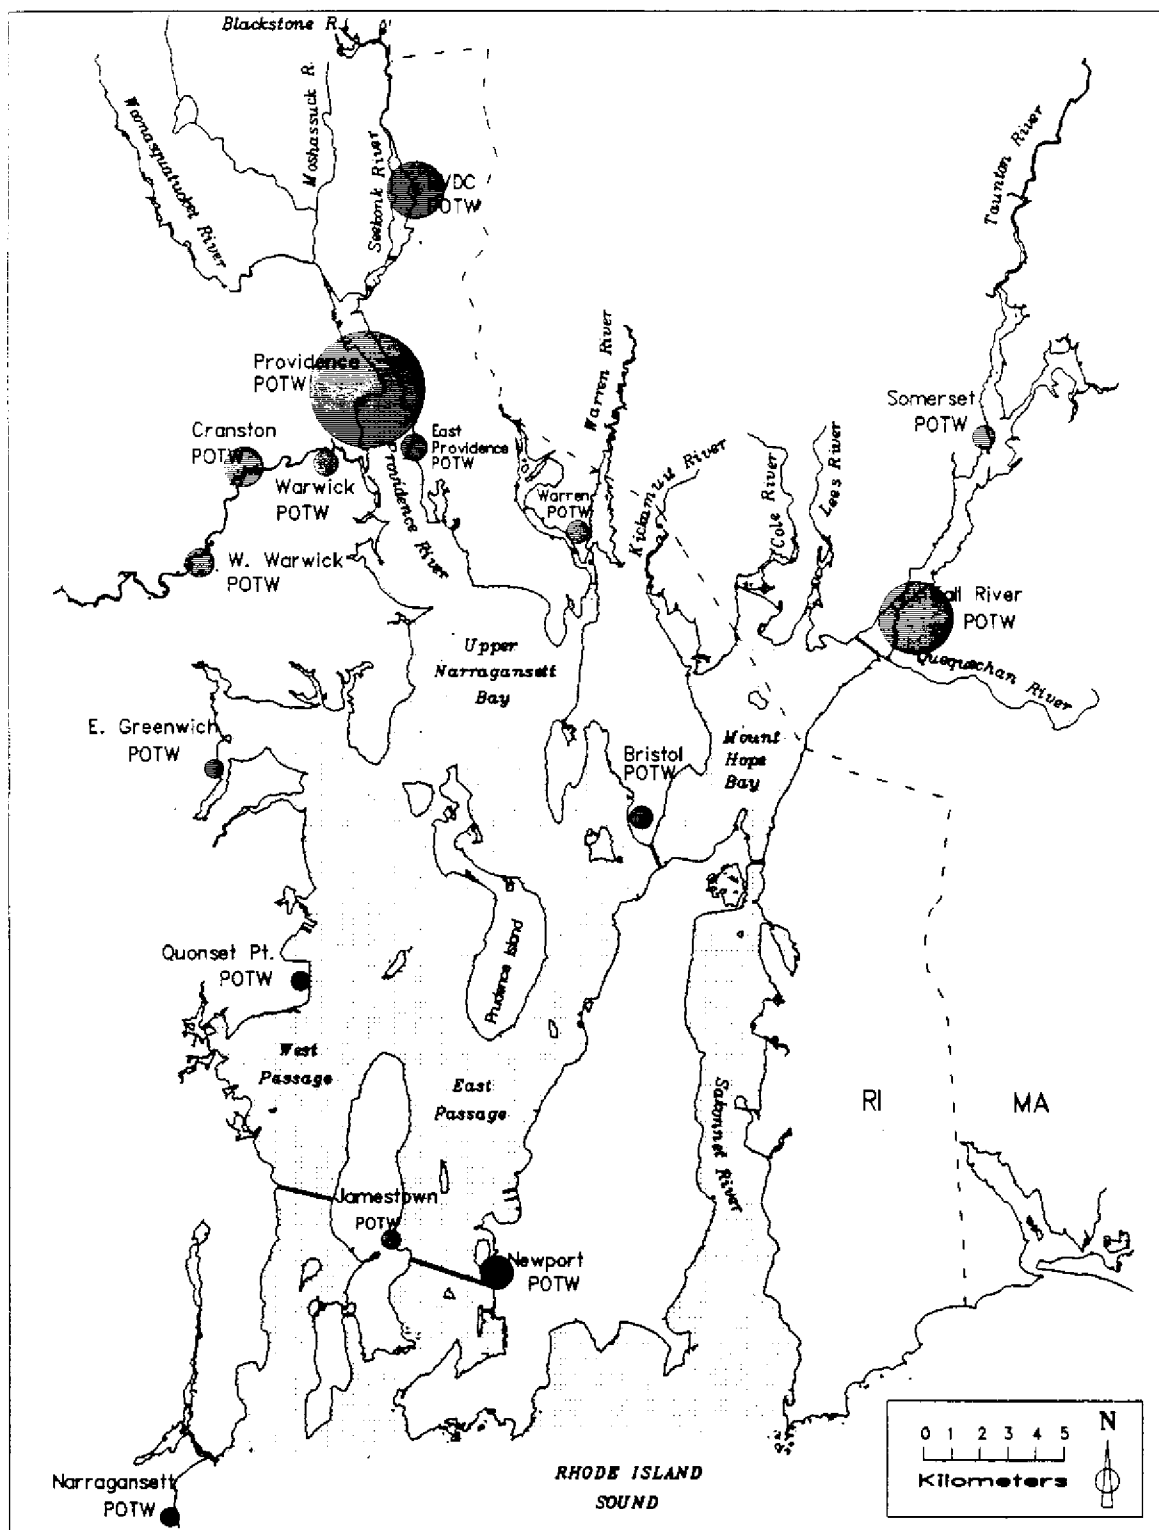 Blackstone R.
Moshassuck R.
Woonasquatucket River
Seekonk River
VDC
POTW
Taunton River
Providence
POTW
Warren River
Somerset
POTW
Cranston
POTW
East
Providence
POTW
Warwick
POTW
Providence River
Warren
POTW
Kickamuit River
Cole River
Lees River
W. Warwick
POTW
Fall River
POTW
Quequechan River
Upper
Narragansett
Bay
E. Greenwich
POTW
Mount
Hope
Bay
Bristol
POTW
Quonset Pt.
POTW
Prudence Island
West
Passage
East
Passage
Sakonnet River
RI
MA
Jamestown
POTW
Newport
POTW
Narragansett
POTW
RHODE ISLAND
SOUND
0 1 2 3 4 5
Kilometers
N